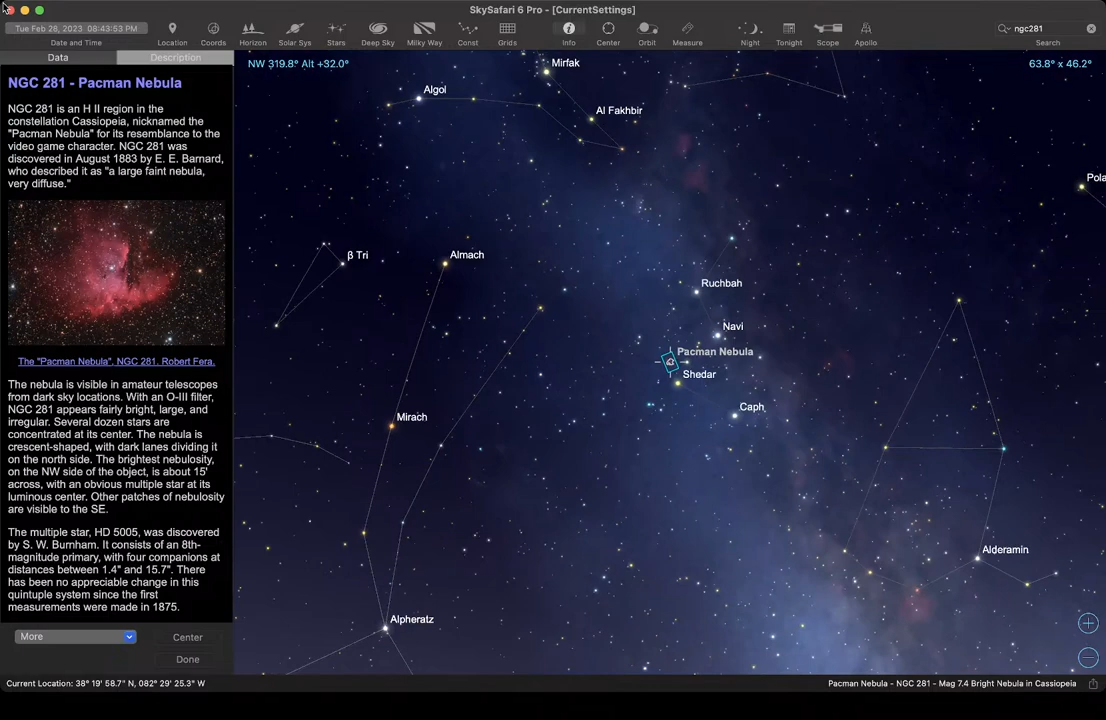 SkySafari 6 Pro - [CurrentSettings]
Tue Feb 28, 2023 08:43:53 PM
ngc281
Date and Time
Location
Coords
Horizon
Solar Sys
Stars
Deep Sky
Milky Way
Const
Grids
Info
Center
Orbit
Measure
Night
Tonight
Scope
Apollo
Search
Data
Description
NW 319.8° Alt +32.0°
63.8° x 46.2°
NGC 281 - Pacman Nebula
NGC 281 is an H II region in the
constellation Cassiopeia, nicknamed the
"Pacman Nebula" for its resemblance to the
video game character. NGC 281 was
discovered in August 1883 by E. E. Barnard,
who described it as "a large faint nebula,
very diffuse."
The "Pacman Nebula", NGC 281. Robert Fera.
The nebula is visible in amateur telescopes
from dark sky locations. With an O-III filter,
NGC 281 appears fairly bright, large, and
irregular. Several dozen stars are
concentrated at its center. The nebula is
crescent-shaped, with dark lanes dividing it
on the north side. The brightest nebulosity,
on the NW side of the object, is about 15'
across, with an obvious multiple star at its
luminous center. Other patches of nebulosity
are visible to the SE.
The multiple star, HD 5005, was discovered
by S. W. Burnham. It consists of an 8th-
magnitude primary, with four companions at
distances between 1.4" and 15.7". There
has been no appreciable change in this
quintuple system since the first
measurements were made in 1875.
More
Center
Done
Mirfak
Algol
Al Fakhbir
Pola
β Tri
Almach
Ruchbah
Navi
Pacman Nebula
Shedar
Caph
Mirach
Alderamin
Alpheratz
Current Location: 38° 19' 58.7" N, 082° 29' 25.3" W
Pacman Nebula - NGC 281 - Mag 7.4 Bright Nebula in Cassiopeia